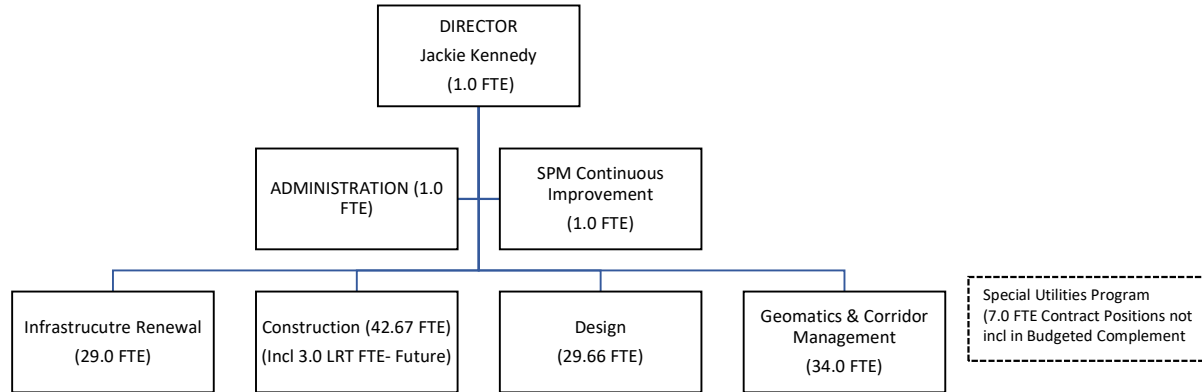 DIRECTOR
Jackie Kennedy
(1.0 FTE)
ADMINISTRATION (1.0
FTE)
SPM Continuous
Improvement
(1.0 FTE)
Infrastrucutre Renewal
(29.0 FTE)
Construction (42.67 FTE)
(Incl 3.0 LRT FTE- Future)
Design
(29.66 FTE)
Geomatics & Corridor
Management
(34.0 FTE)
Special Utilities Program
(7.0 FTE Contract Positions not
incl in Budgeted Complement